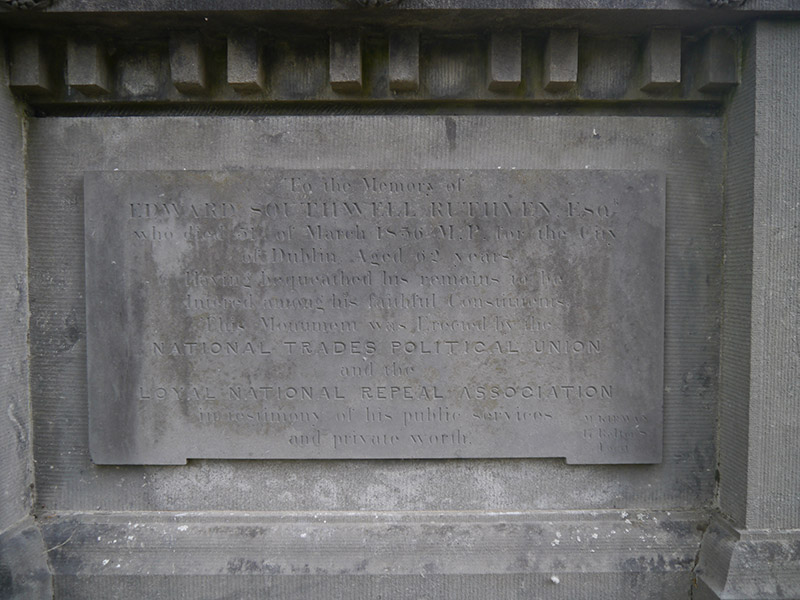 To the Memory of
EDWARD SOUTHWELL RUTHVEN ESQ.
who died 31st of March 1836 M.P. for the City
of Dublin Aged 62 years,
Having bequeathed his remains to be
Intered among his faithful Constituents,
This Monument was Erected by the
NATIONAL TRADES POLITICAL UNION
and the
LOYAL NATIONAL REPEAL ASSOCIATION
in testimony of his public services
and private worth.